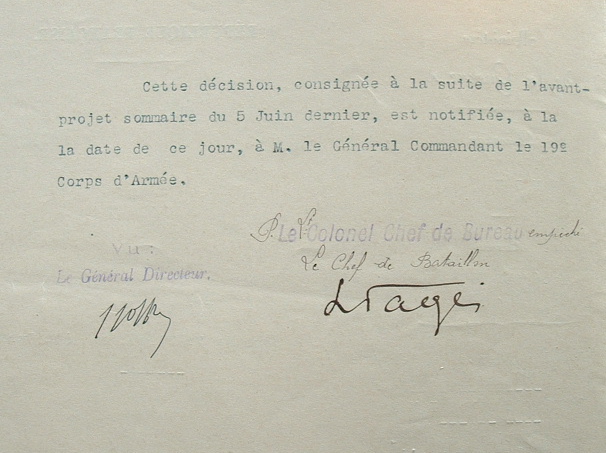 Cette décision, consignée à la suite de l'avant-
projet sommaire du 5 Juin dernier, est notifiée, à la
la date de ce jour, à M. le Général Commandant le 19e
Corps d'Armée.
P. Le Lt Colonel Chef de Bureau empêché
Le Chef de Bataillon
Vu :
Le Général Directeur.